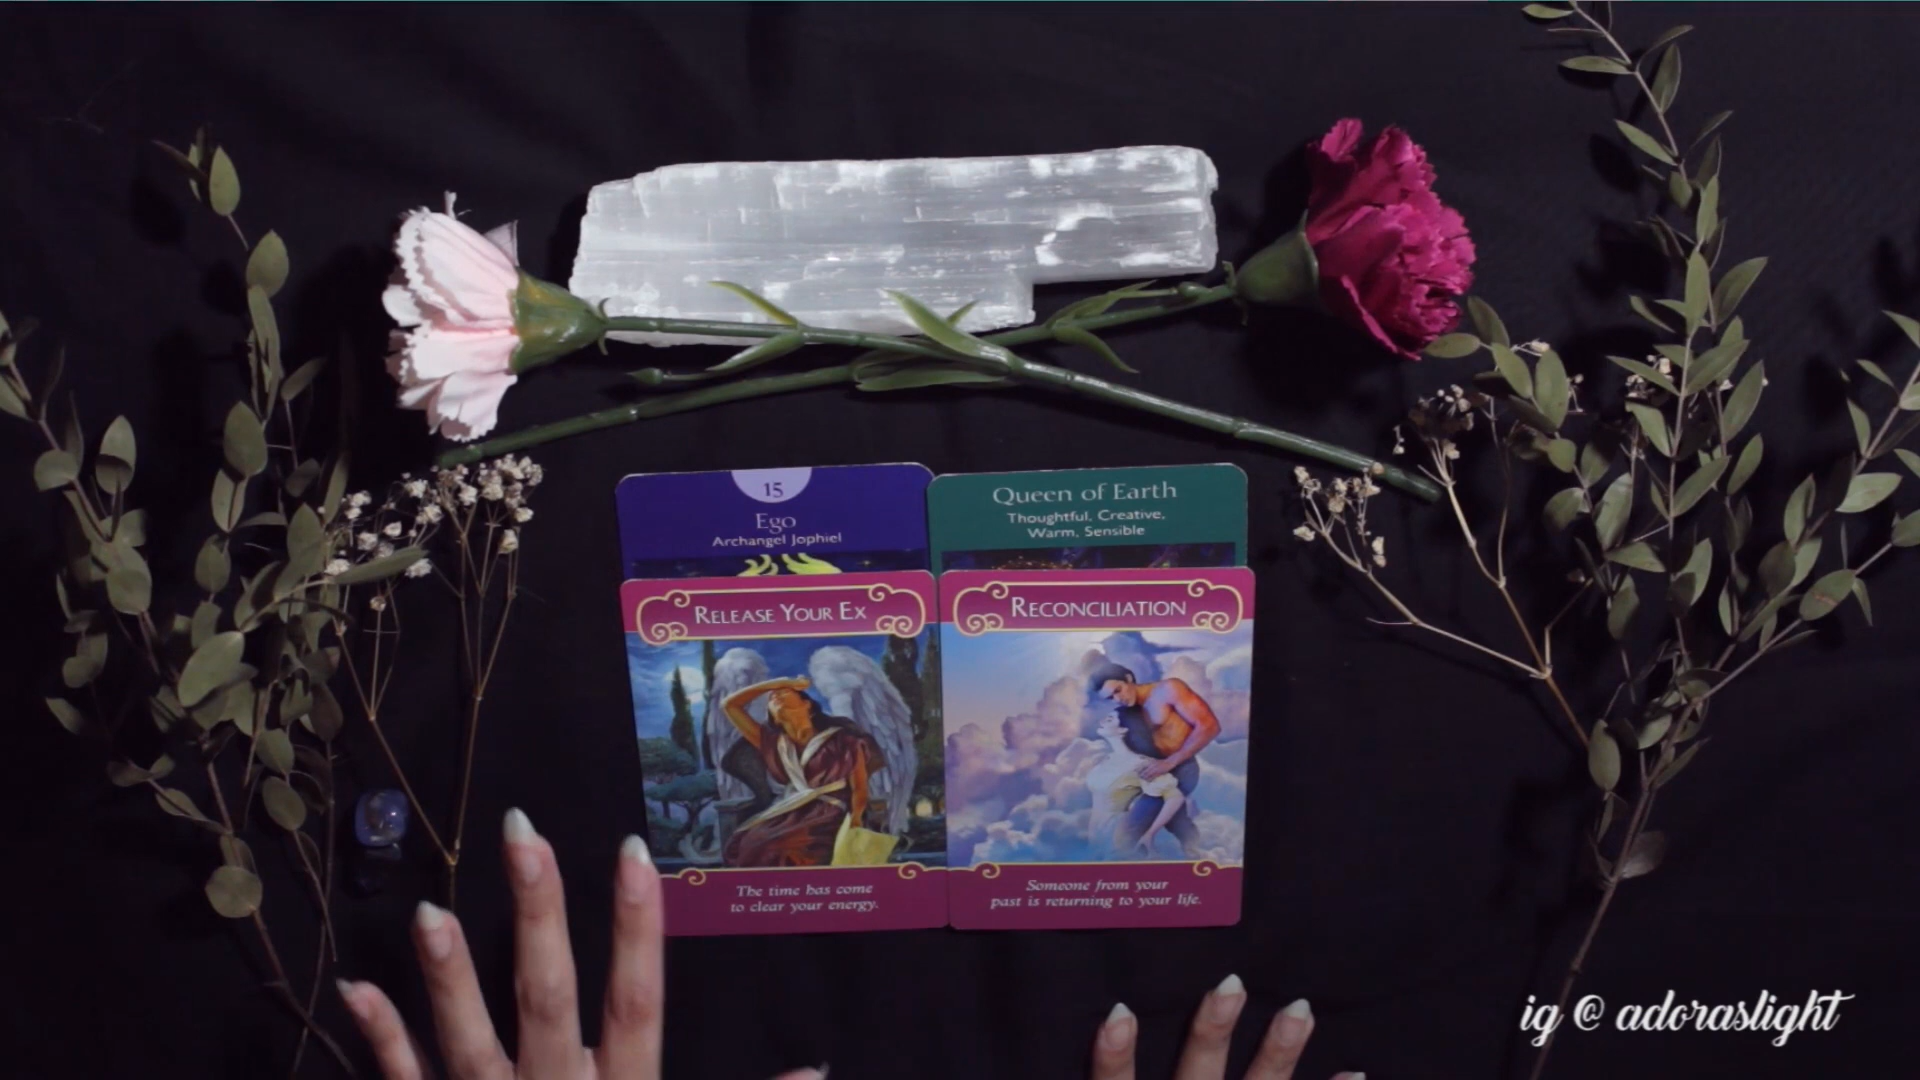 15
Ego
Archangel Jophiel
Queen of Earth
Thoughtful, Creative,
Warm, Sensible
Release Your Ex
The time has come
to clear your energy.
Reconciliation
Someone from your
past is returning to your life.
ig @ adoraslight